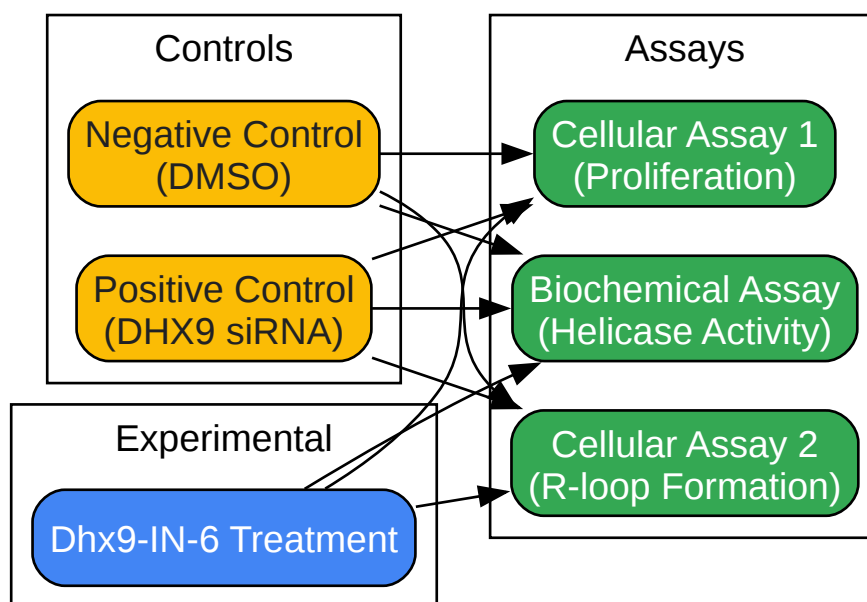 Controls
Negative Control
(DMSO)
Positive Control
(DHX9 siRNA)
Experimental
Dhx9-IN-6 Treatment
Assays
Cellular Assay 1
(Proliferation)
Biochemical Assay
(Helicase Activity)
Cellular Assay 2
(R-loop Formation)